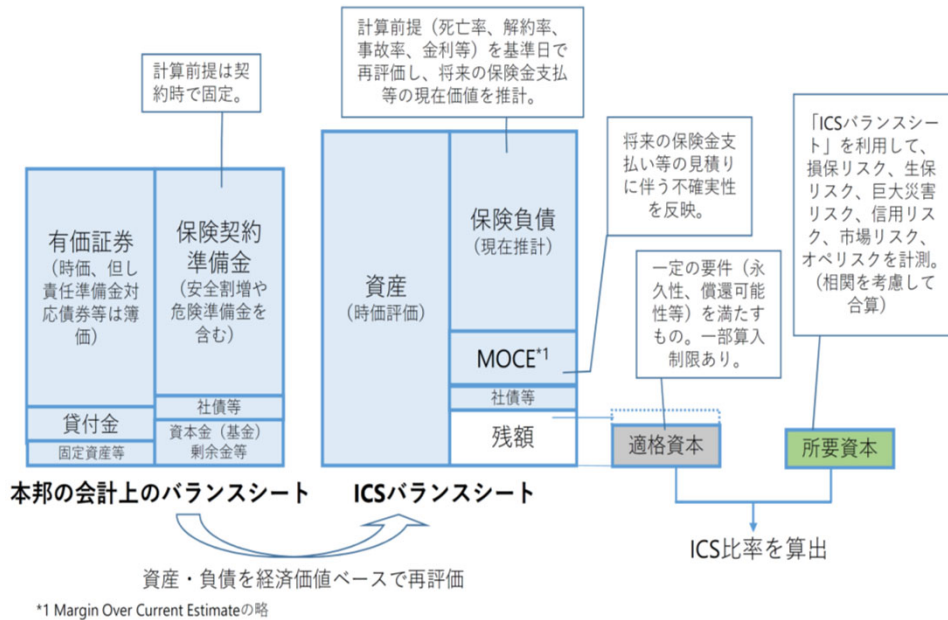 計算前提は契
約時で固定。
計算前提（死亡率、解約率、
事故率、金利等）を基準日で
再評価し、将来の保険金支払
等の現在価値を推計。
将来の保険金支
払い等の見積り
に伴う不確実性
を反映。
「ICSバランスシー
ト」を利用して、
損保リスク、生保
リスク、巨大災害
リスク、信用リス
ク、市場リスク、
オペリスクを計測。
（相関を考慮して
合算）
一定の要件（永
久性、償還可能
性等）を満たす
もの。一部算入
制限あり。
有価証券
（時価、但し
責任準備金対
応債券等は簿
価）
貸付金
固定資産等
保険契約
準備金
（安全割増や
危険準備金を
含む）
社債等
資本金（基金）
剰余金等
本邦の会計上のバランスシート
資産
（時価評価）
保険負債
（現在推計）
MOCE*1
社債等
残額
ICSバランスシート
適格資本
所要資本
ICS比率を算出
資産・負債を経済価値ベースで再評価
*1 Margin Over Current Estimateの略